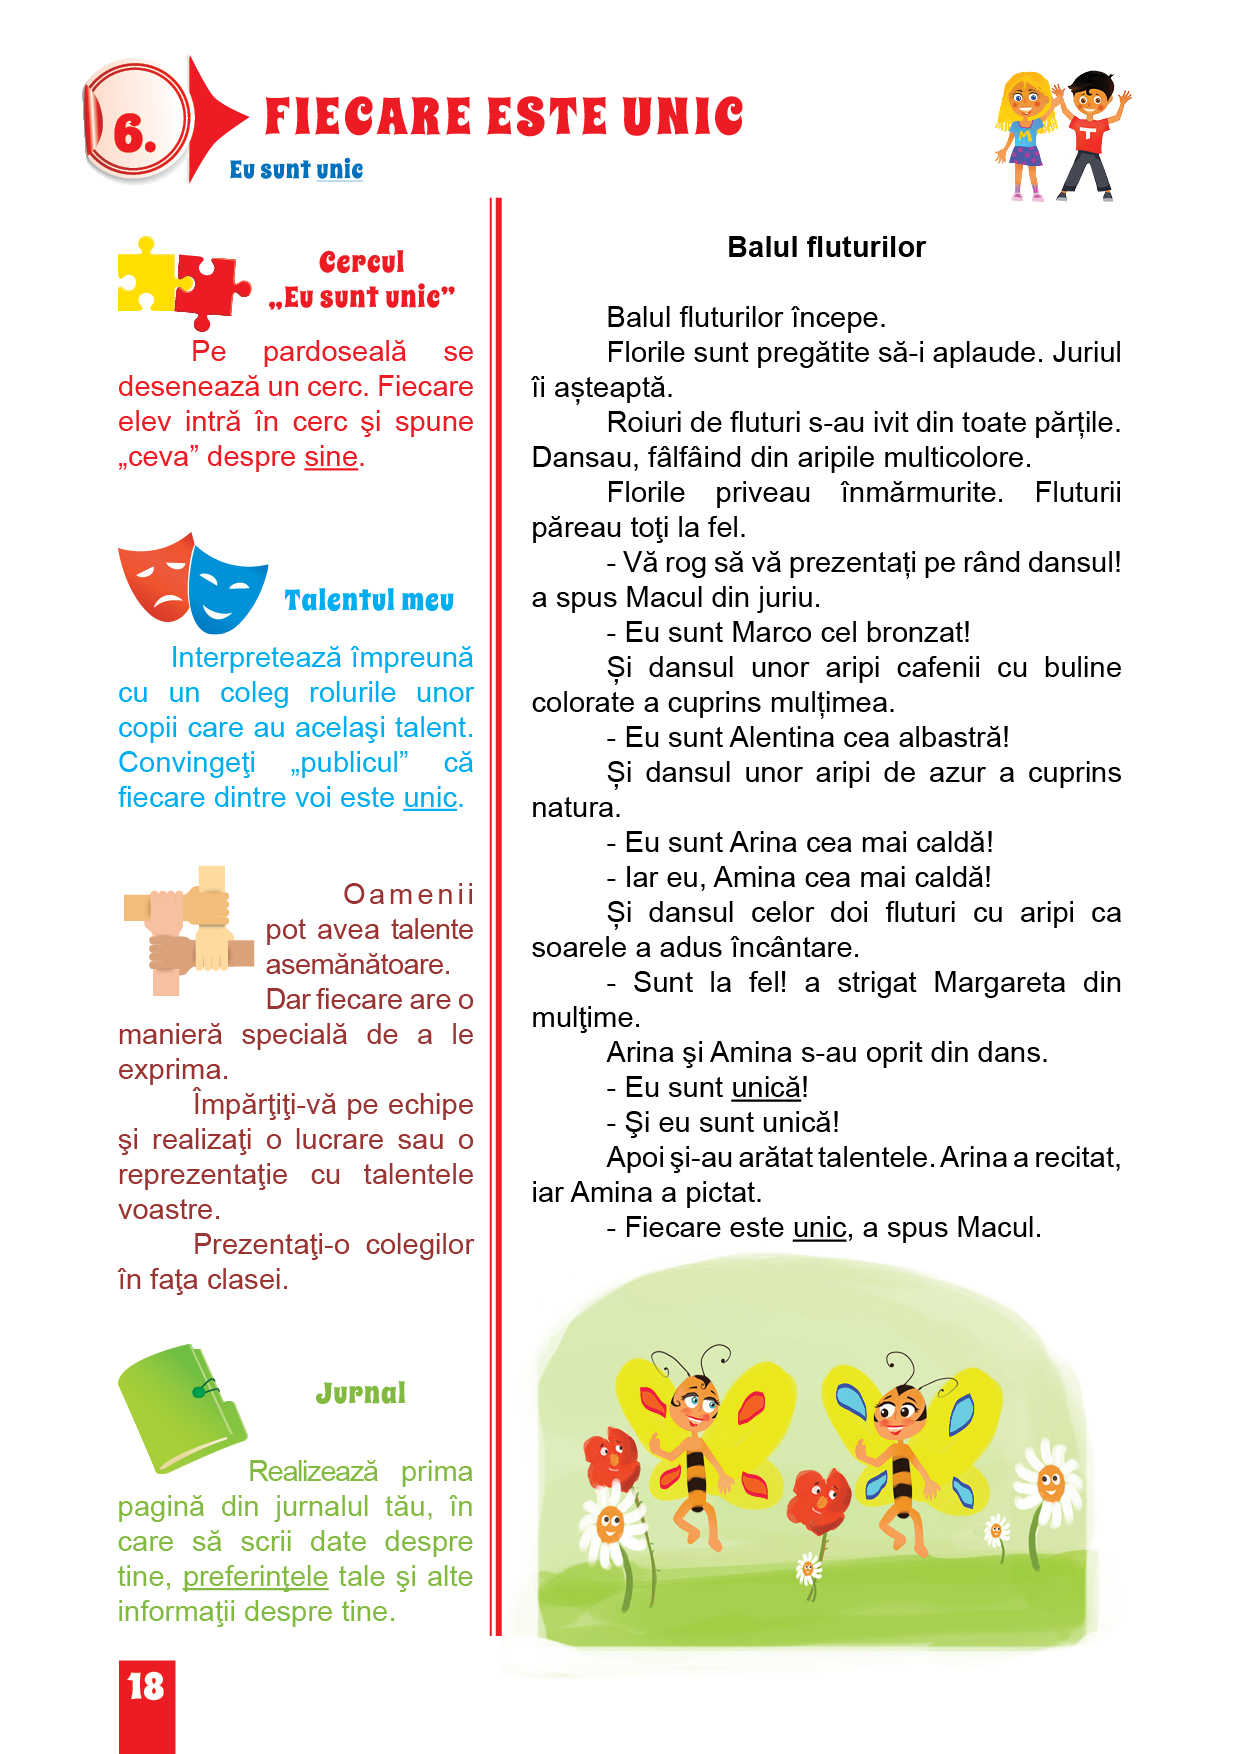 6.
FIECARE ESTE UNIC
Eu sunt unic
M
T
Cercul
„Eu sunt unic”
Pe pardoseală se
desenează un cerc. Fiecare
elev intră în cerc şi spune
„ceva” despre sine.
Talentul meu
Interpretează împreună
cu un coleg rolurile unor
copii care au acelaşi talent.
Convingeţi „publicul” că
fiecare dintre voi este unic.
Oamenii
pot avea talente
asemănătoare.
Dar fiecare are o
manieră specială de a le
exprima.
Împărţiţi-vă pe echipe
şi realizaţi o lucrare sau o
reprezentaţie cu talentele
voastre.
Prezentaţi-o colegilor
în faţa clasei.
Jurnal
Realizează prima
pagină din jurnalul tău, în
care să scrii date despre
tine, preferinţele tale şi alte
informaţii despre tine.
Balul fluturilor
Balul fluturilor începe.
Florile sunt pregătite să-i aplaude. Juriul
îi așteaptă.
Roiuri de fluturi s-au ivit din toate părțile.
Dansau, fâlfâind din aripile multicolore.
Florile priveau înmărmurite. Fluturii
păreau toţi la fel.
- Vă rog să vă prezentați pe rând dansul!
a spus Macul din juriu.
- Eu sunt Marco cel bronzat!
Și dansul unor aripi cafenii cu buline
colorate a cuprins mulțimea.
- Eu sunt Alentina cea albastră!
Și dansul unor aripi de azur a cuprins
natura.
- Eu sunt Arina cea mai caldă!
- Iar eu, Amina cea mai caldă!
Și dansul celor doi fluturi cu aripi ca
soarele a adus încântare.
- Sunt la fel! a strigat Margareta din
mulţime.
Arina şi Amina s-au oprit din dans.
- Eu sunt unică!
- Şi eu sunt unică!
Apoi şi-au arătat talentele. Arina a recitat,
iar Amina a pictat.
- Fiecare este unic, a spus Macul.
18